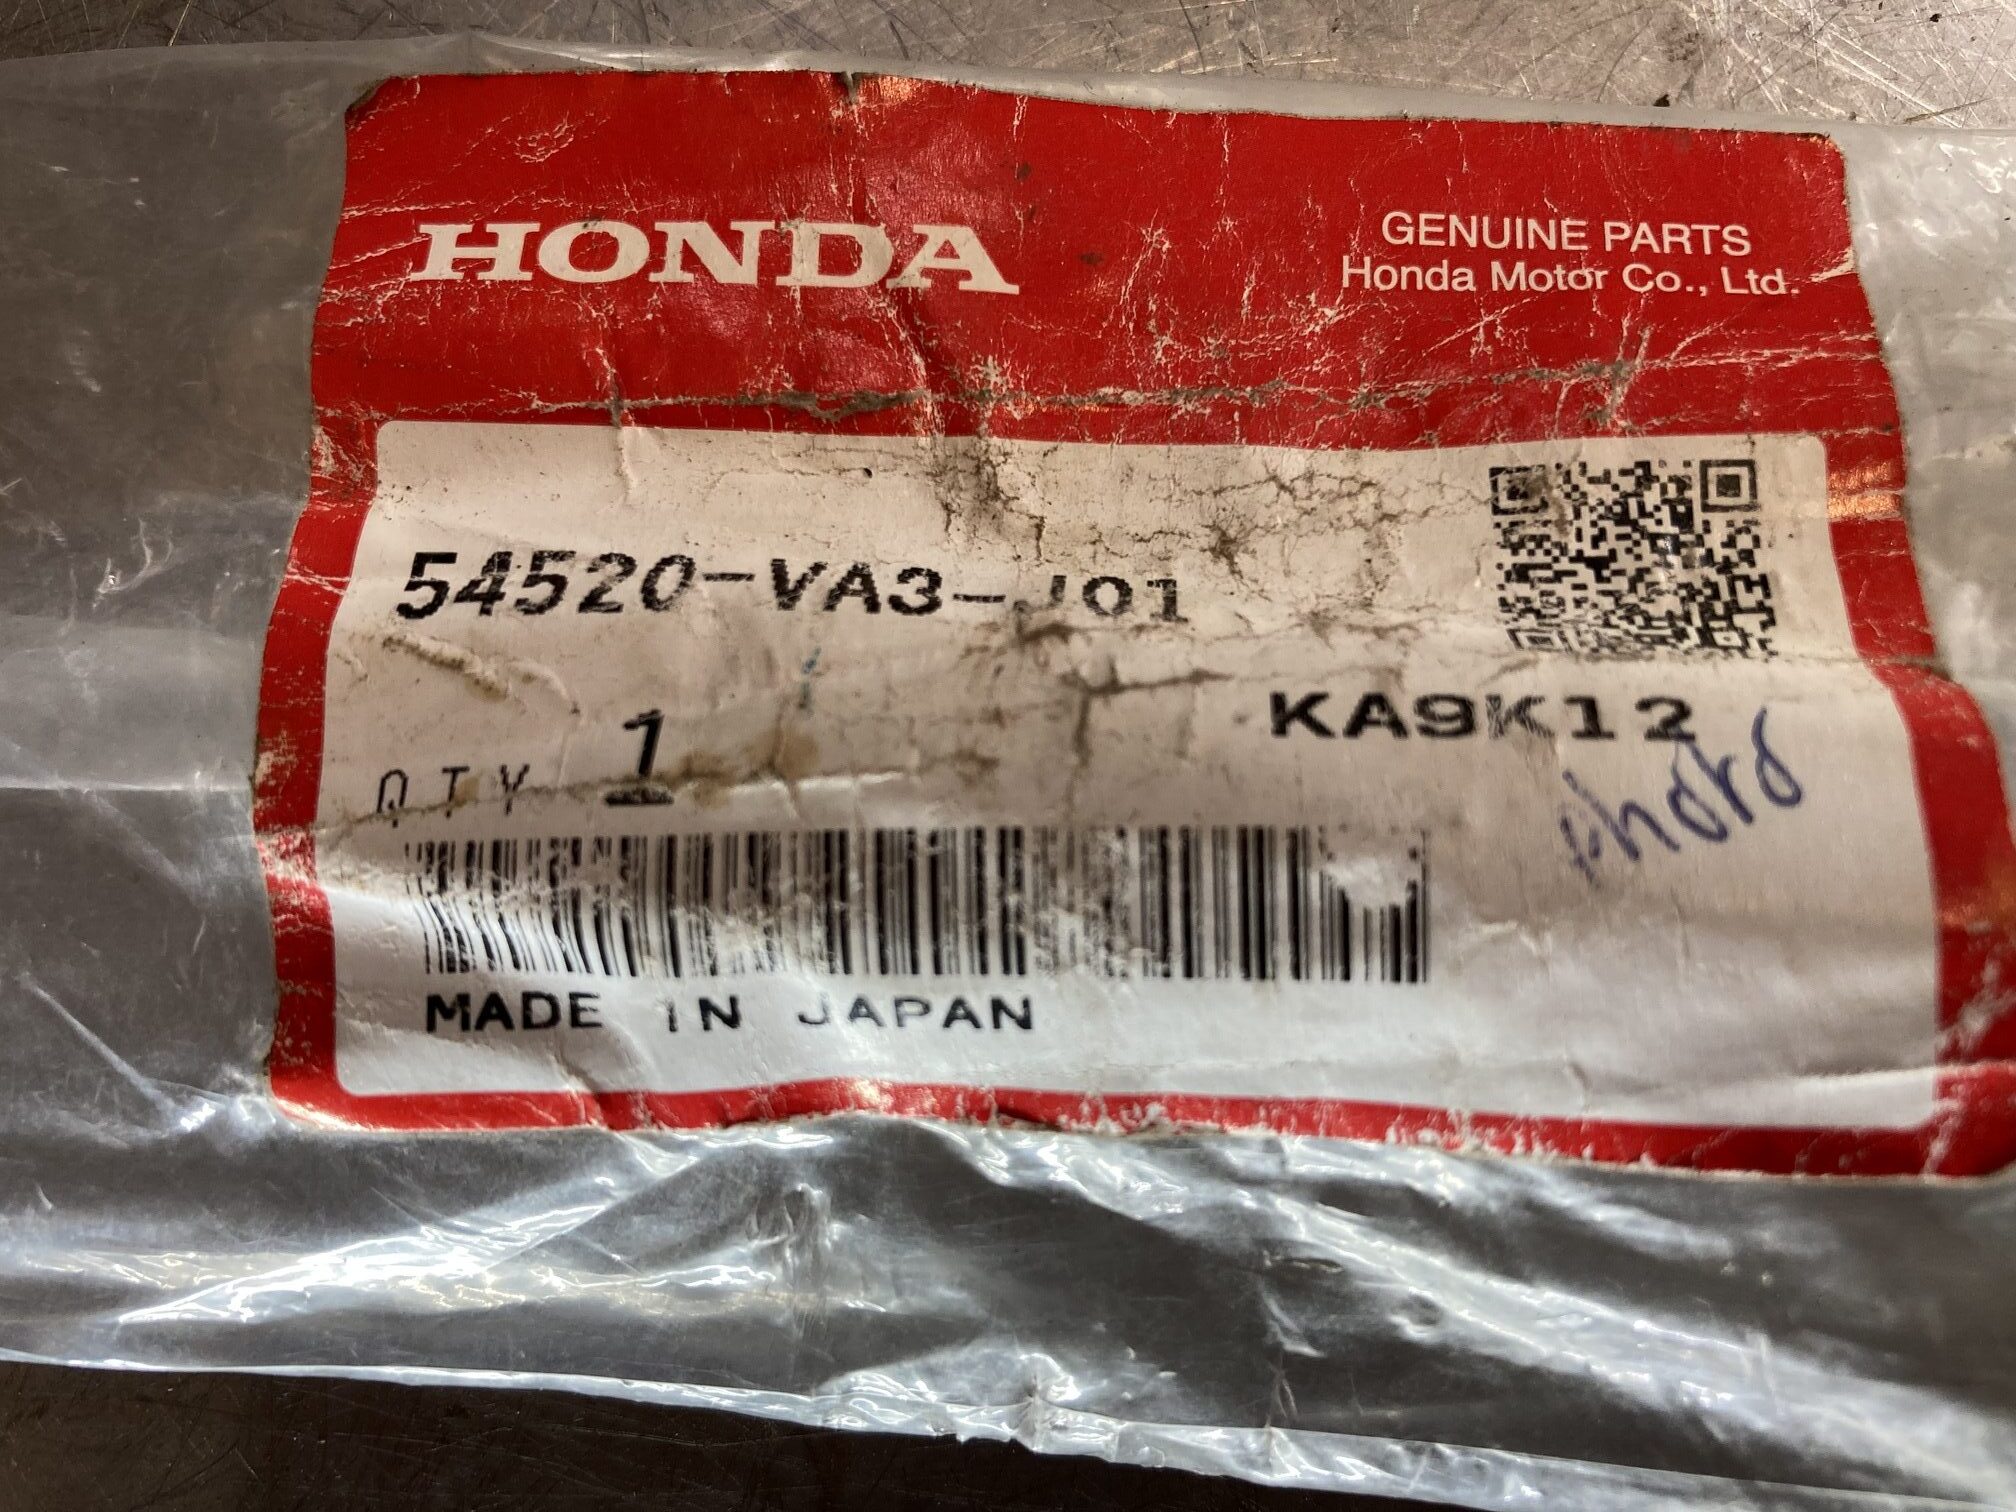 HONDA
GENUINE PARTS
Honda Motor Co., Ltd.
54520-VA3-J01
KA9K12
QTY 1
MADE IN JAPAN